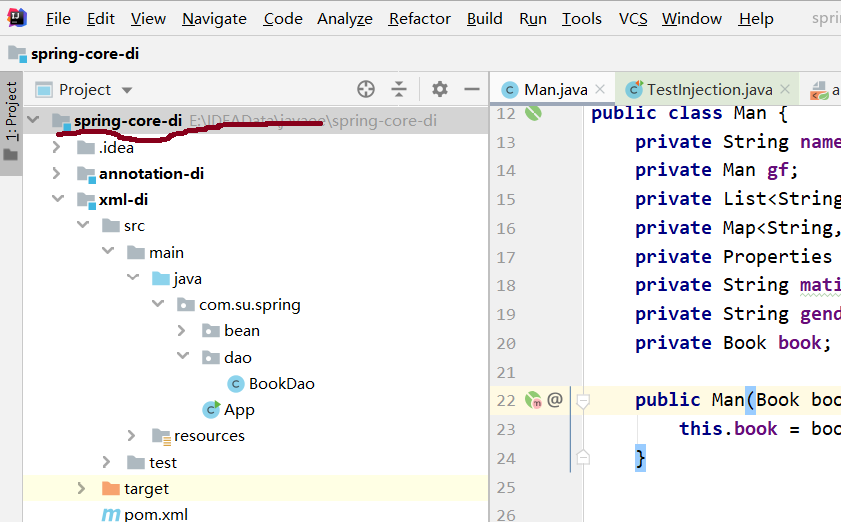 File Edit View Navigate Code Analyze Refactor Build Run Tools VCS Window Help
spring-core-di
1: Project
Project
Man.java
TestInjection.java
spring-core-di \spring-core-di
.idea
annotation-di
xml-di
src
main
java
com.su.spring
bean
dao
BookDao
App
resources
test
target
pom.xml
12 public class Man {
13 private String name
14 private Man gf;
15 private List<String
16 private Map<String,
17 private Properties
18 private String mati
19 private String gend
20 private Book book;
21
22 @ public Man(Book boo
23 this.book = boo
24 }
25
26